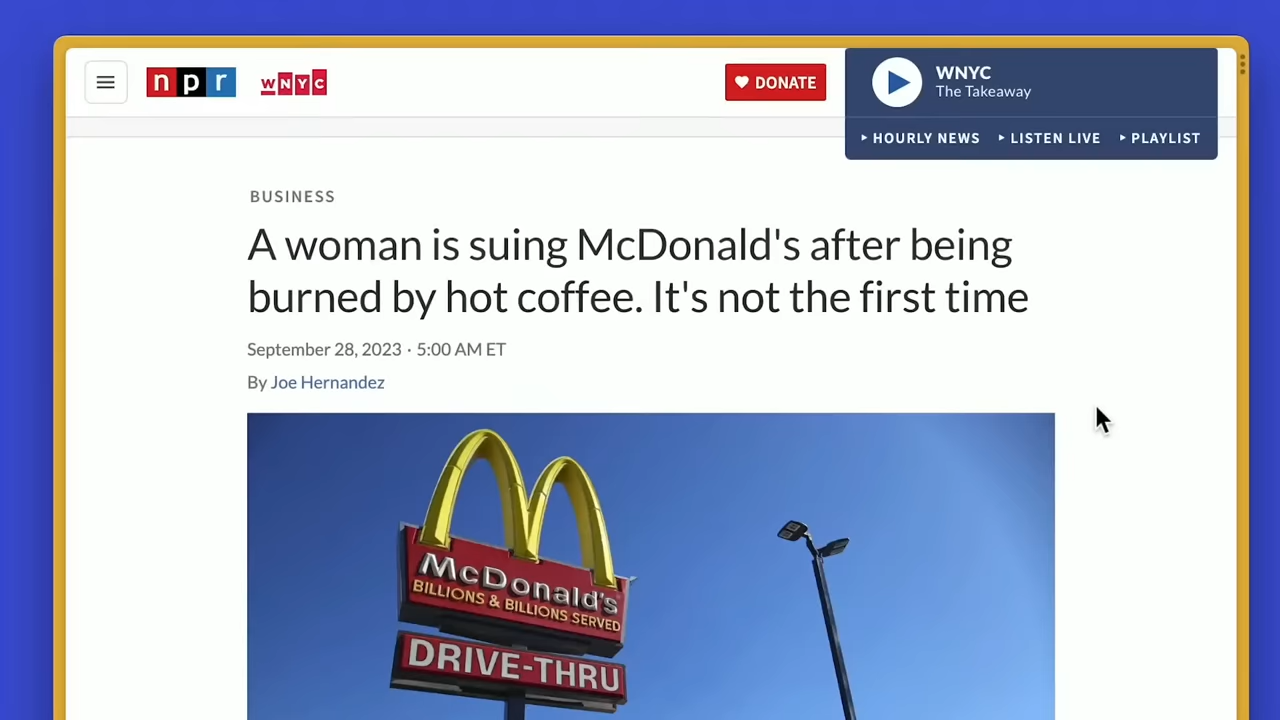 npr
WNYC
DONATE
WNYC
The Takeaway
HOURLY NEWS
LISTEN LIVE
PLAYLIST
BUSINESS
A woman is suing McDonald's after being
burned by hot coffee. It's not the first time
September 28, 2023 · 5:00 AM ET
By Joe Hernandez
McDonald's
BILLIONS & BILLIONS SERVED
DRIVE-THRU